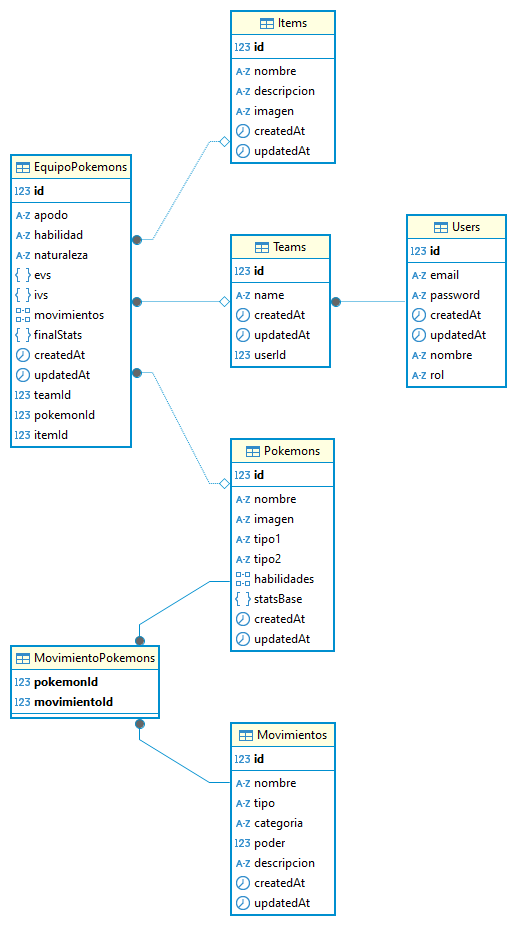 Items
123 id
A-Z nombre
A-Z descripcion
A-Z imagen
createdAt
updatedAt
EquipoPokemons
123 id
A-Z apodo
A-Z habilidad
A-Z naturaleza
{ } evs
{ } ivs
movimientos
{ } finalStats
createdAt
updatedAt
123 teamId
123 pokemonId
123 itemId
Teams
123 id
A-Z name
createdAt
updatedAt
123 userId
Users
123 id
A-Z email
A-Z password
createdAt
updatedAt
A-Z nombre
A-Z rol
Pokemons
123 id
A-Z nombre
A-Z imagen
A-Z tipo1
A-Z tipo2
habilidades
{ } statsBase
createdAt
updatedAt
MovimientoPokemons
123 pokemonId
123 movimientoId
Movimientos
123 id
A-Z nombre
A-Z tipo
A-Z categoria
123 poder
A-Z descripcion
createdAt
updatedAt